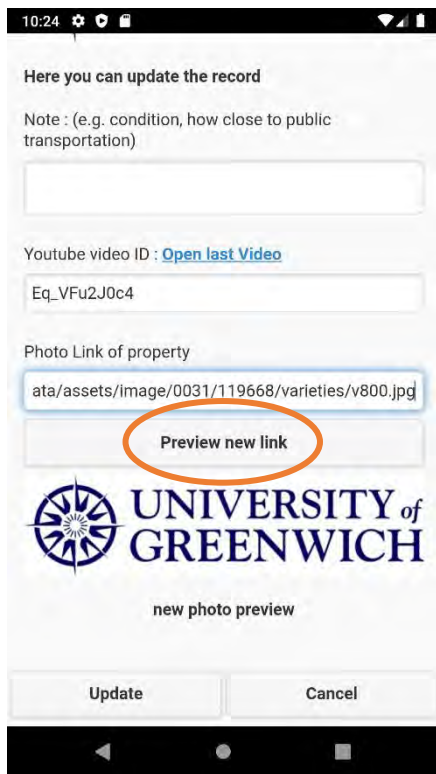 10:24
Here you can update the record
Note : (e.g. condition, how close to public
transportation)
Youtube video ID : Open last Video
Eq_VFu2J0c4
Photo Link of property
ata/assets/image/0031/119668/varieties/v800.jpg
Preview new link
UNIVERSITY of
GREENWICH
new photo preview
Update Cancel